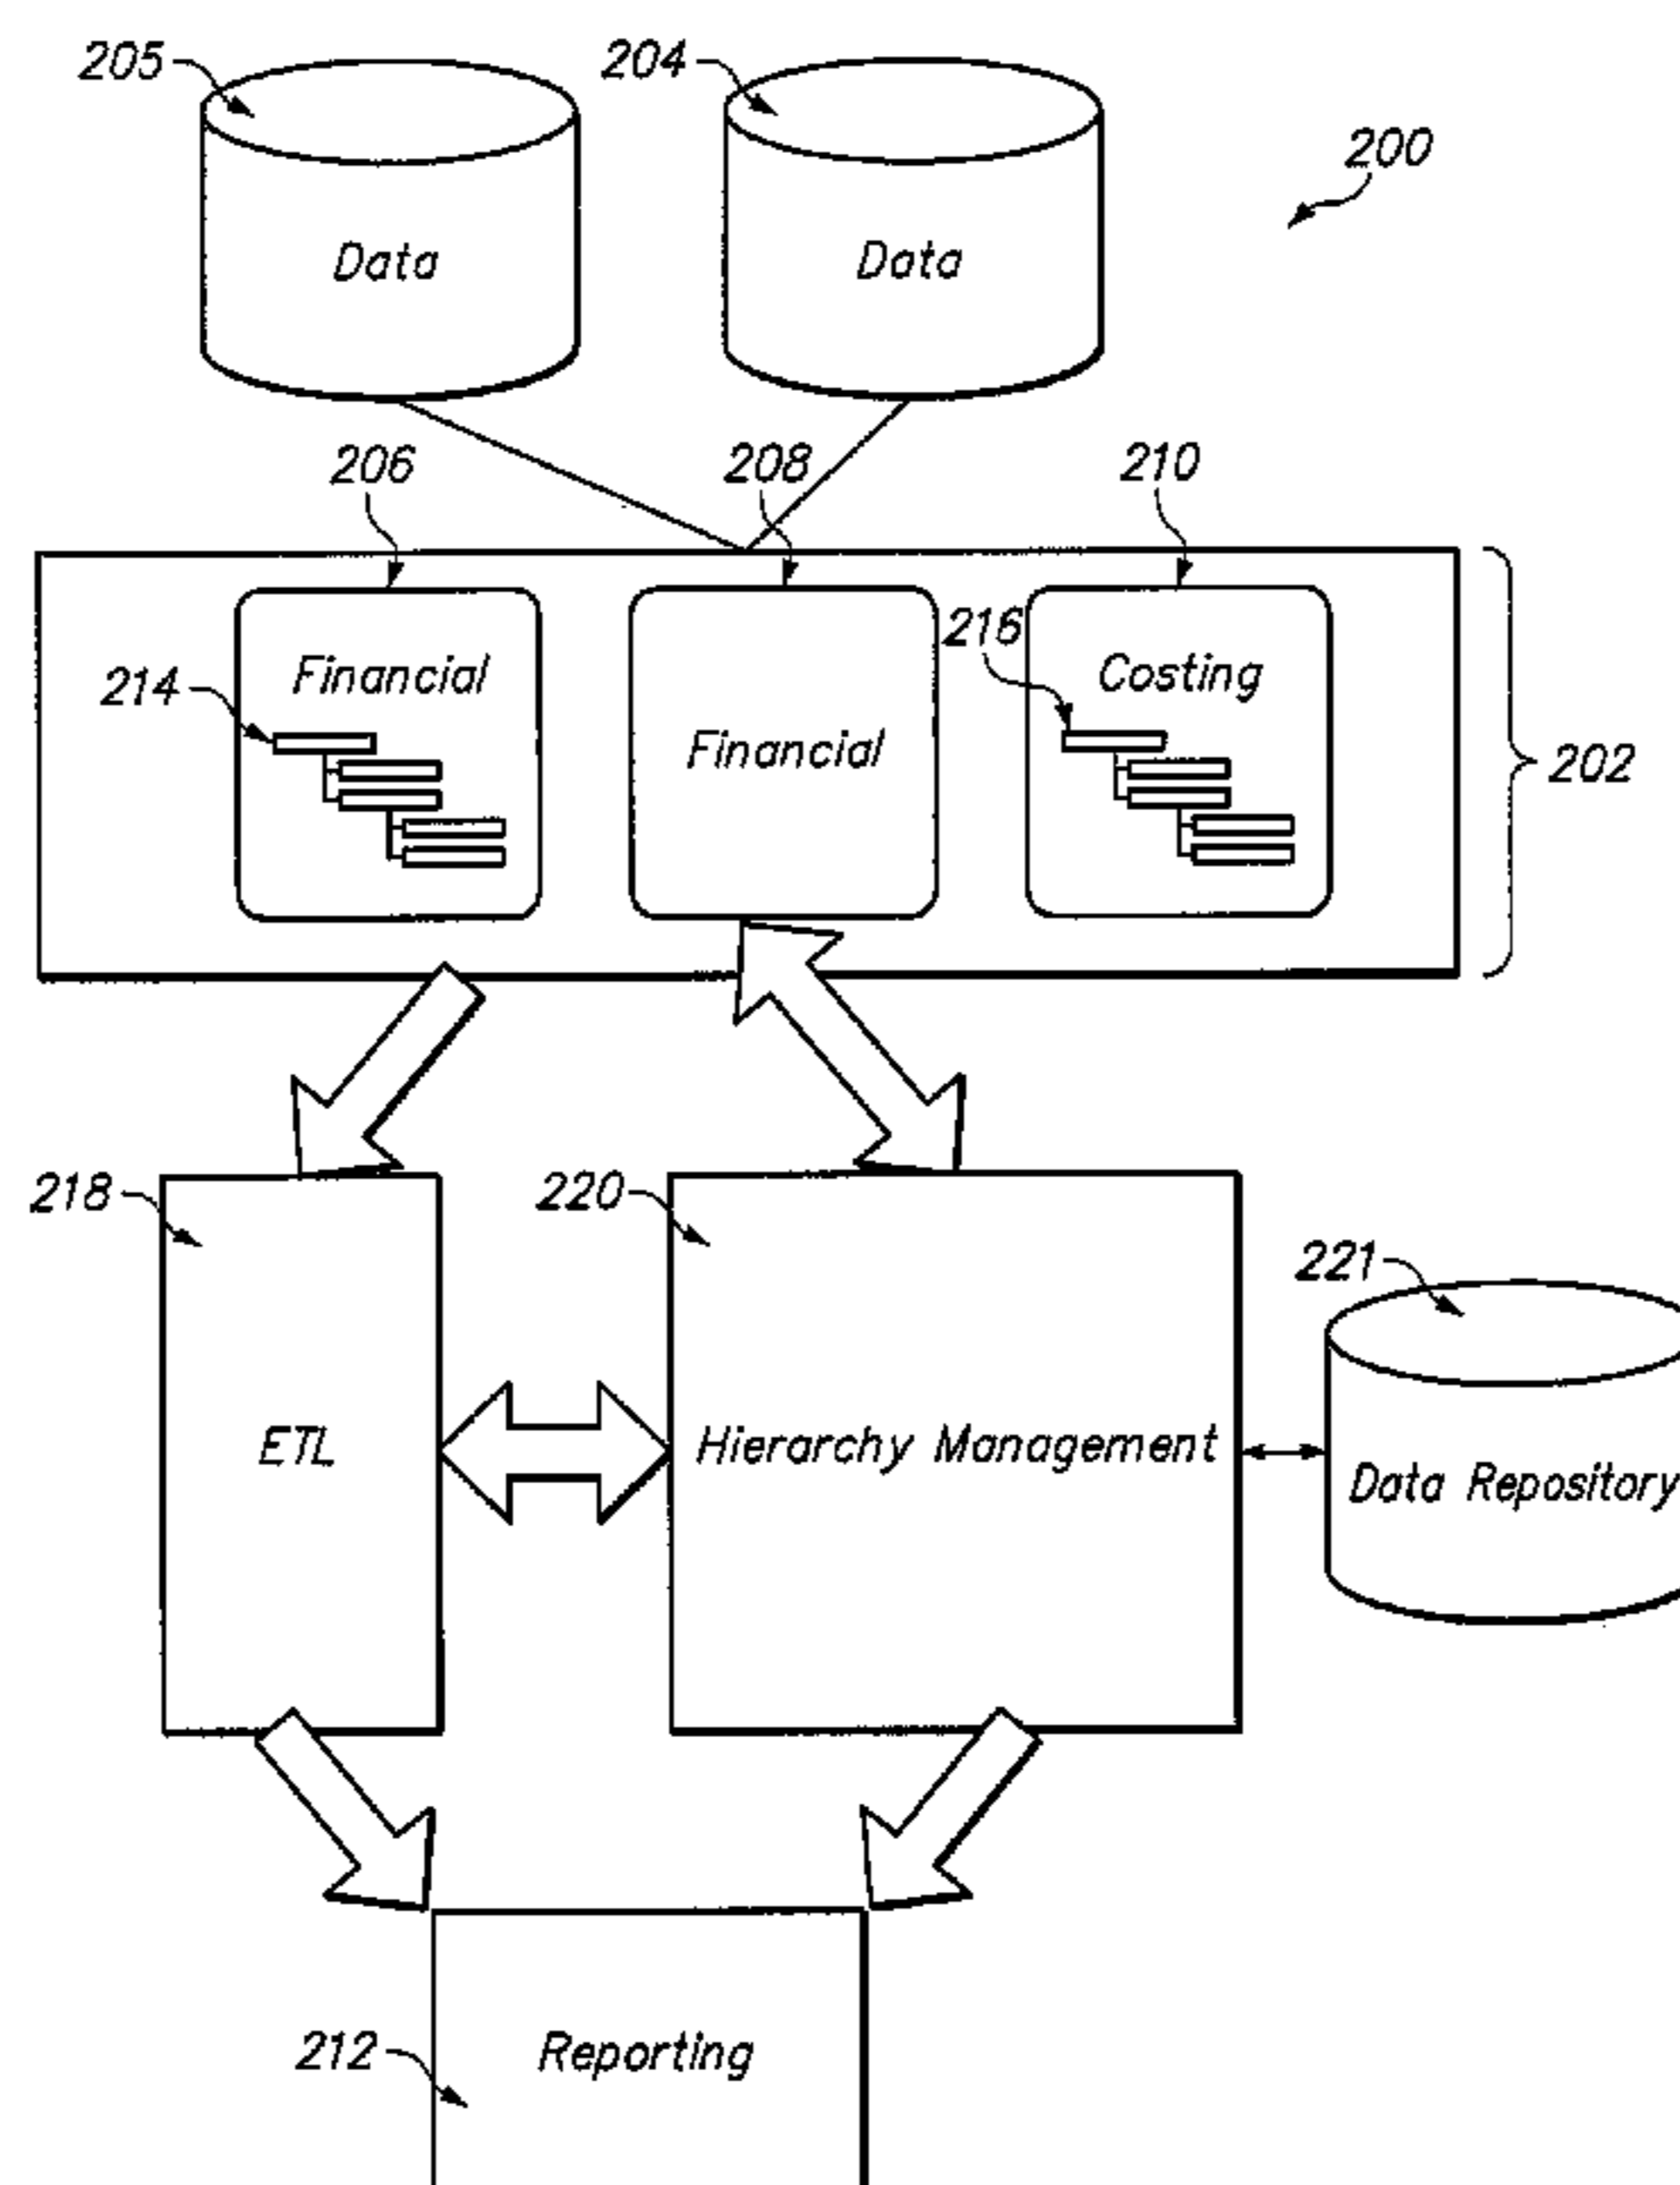 205
204
200
Data
Data
206
208
210
216
Financial
Costing
214
Financial
202
218
220
221
ETL
Hierarchy Management
Data Repository
212
Reporting